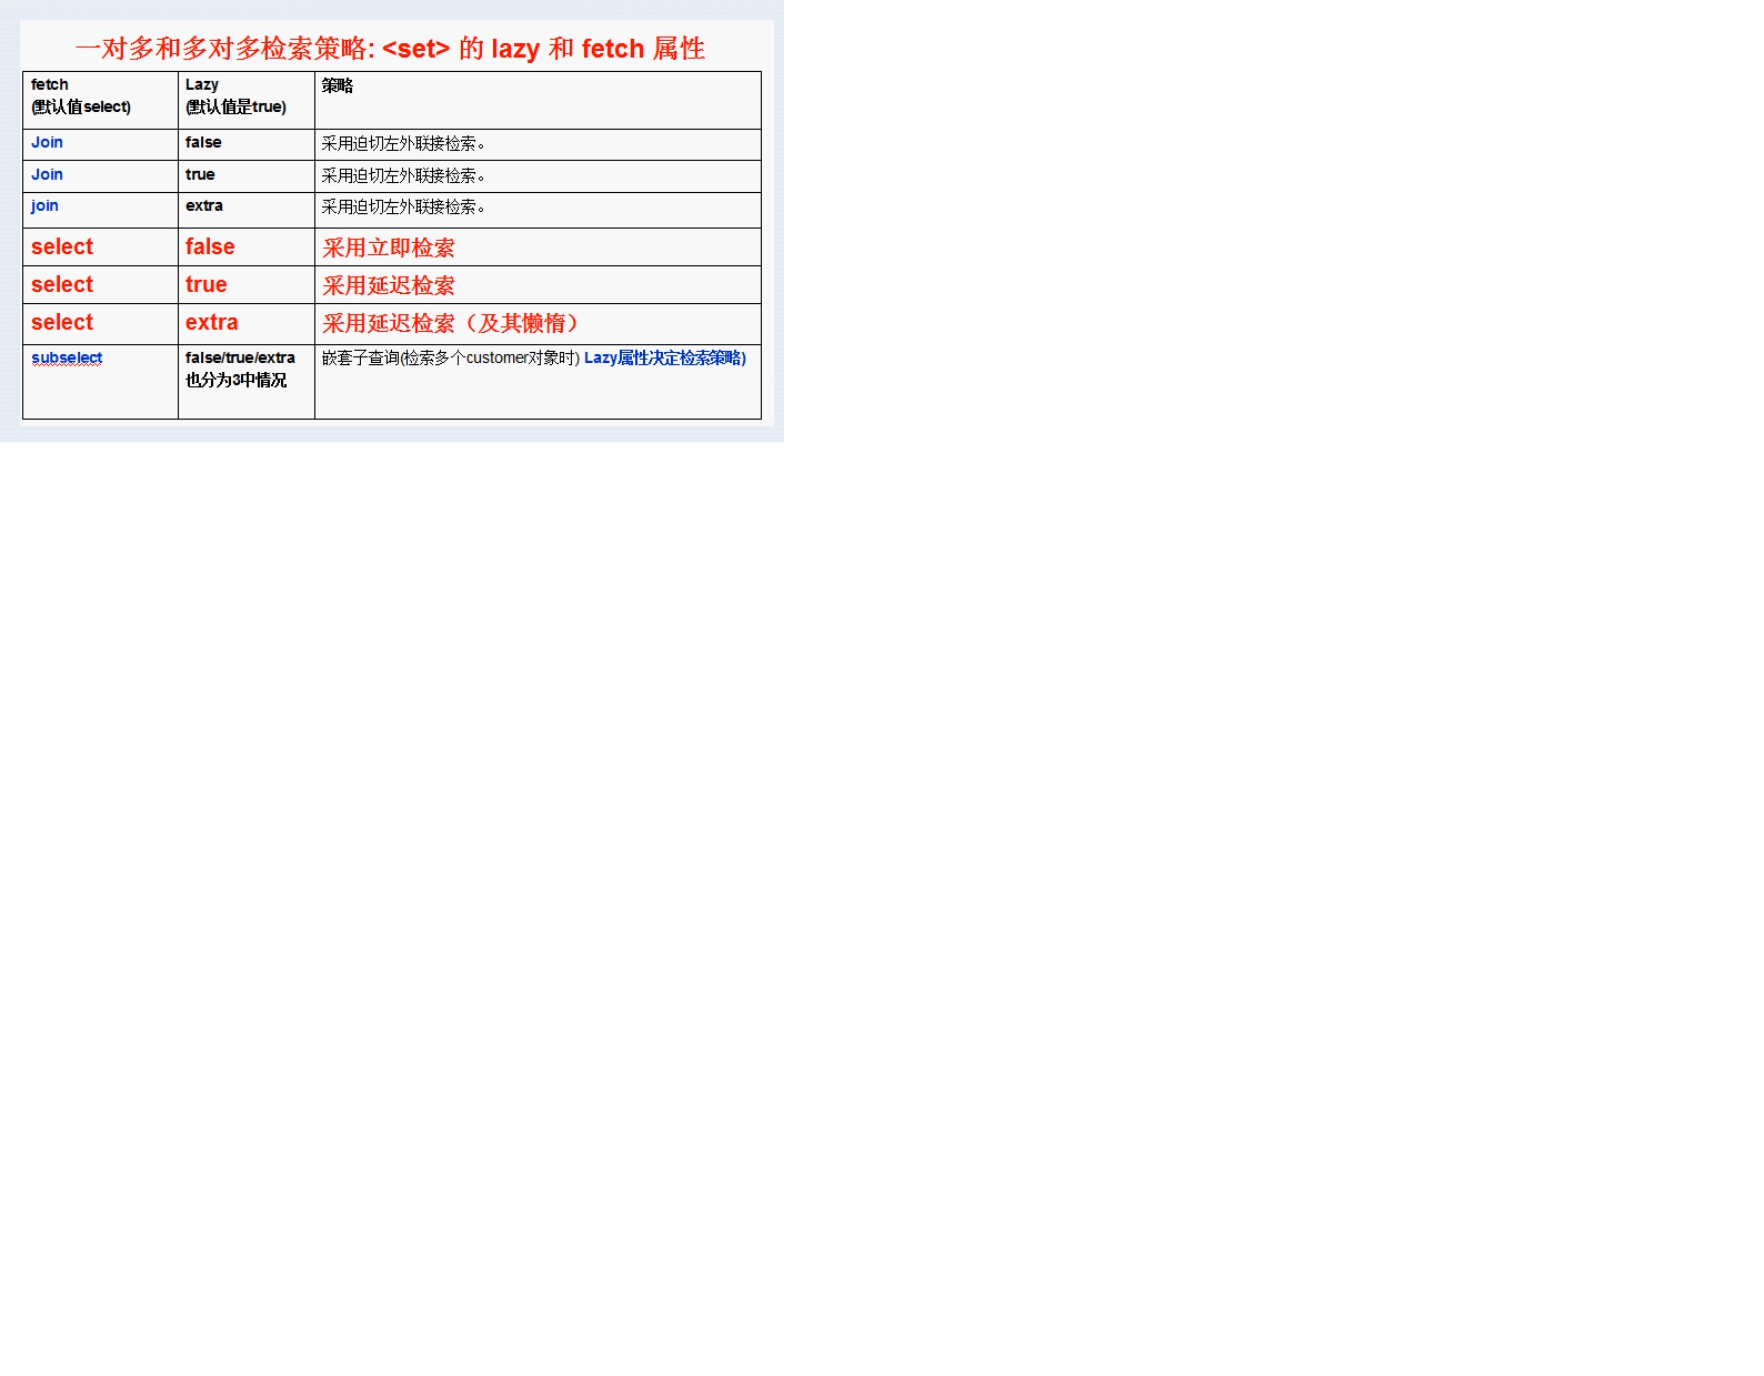 一对多和多对多检索策略: <set> 的 lazy 和 fetch 属性
fetch
(默认值select)
Lazy
(默认值是true)
策略
Join
false
采用迫切左外联接检索。
Join
true
采用迫切左外联接检索。
join
extra
采用迫切左外联接检索。
select
false
采用立即检索
select
true
采用延迟检索
select
extra
采用延迟检索（及其懒惰）
subselect
false/true/extra
也分为3中情况
嵌套子查询(检索多个customer对象时) Lazy属性决定检索策略)